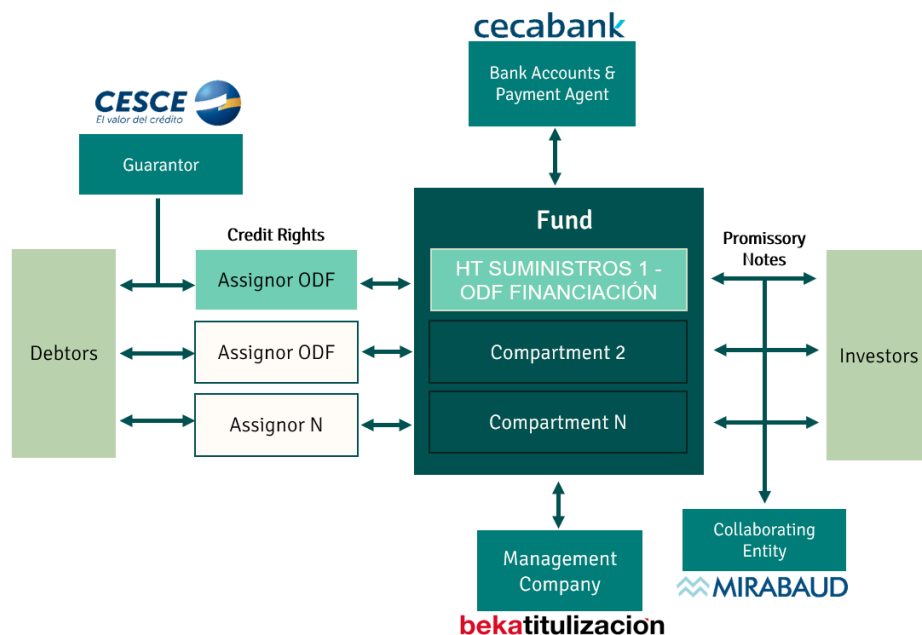 cecabank
Bank Accounts &
Payment Agent
CESCE
El valor del crédito
Guarantor
Fund
Credit Rights
Promissory
Notes
Debtors
Assignor ODF
HT SUMINISTROS 1 -
ODF FINANCIACIÓN
Assignor ODF
Compartment 2
Investors
Assignor N
Compartment N
Management
Company
bekatitulización
Collaborating
Entity
MIRABAUD